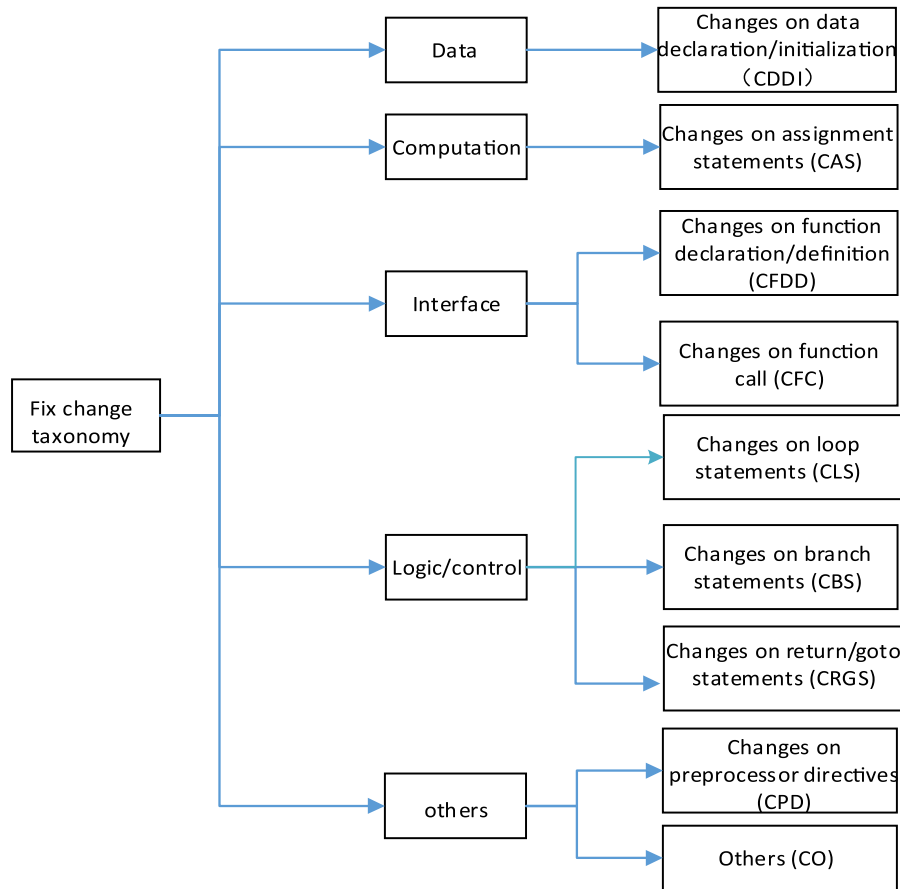 Fix change
taxonomy
Data
Changes on data
declaration/initialization
（CDDI）
Computation
Changes on assignment
statements (CAS)
Interface
Changes on function
declaration/definition
(CFDD)
Changes on function
call (CFC)
Logic/control
Changes on loop
statements (CLS)
Changes on branch
statements (CBS)
Changes on return/goto
statements (CRGS)
others
Changes on
preprocessor directives
(CPD)
Others (CO)